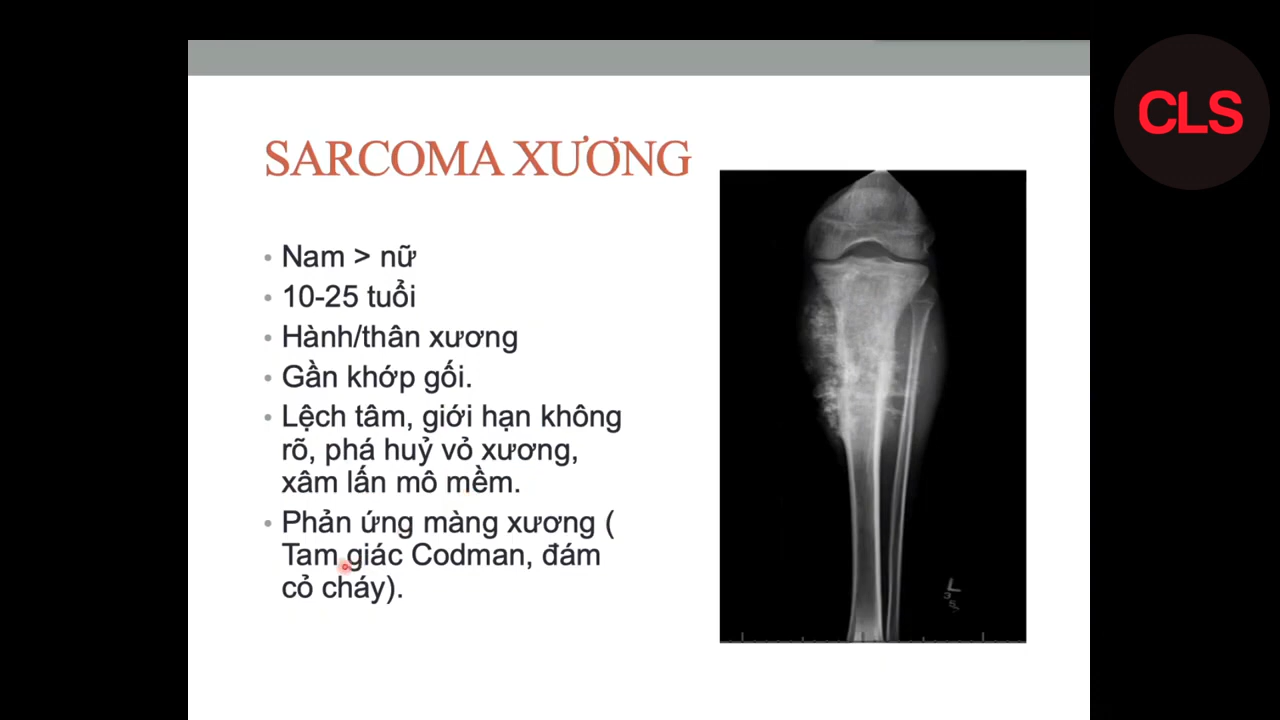 CLS
SARCOMA XƯƠNG
• Nam > nữ
• 10-25 tuổi
• Hành/thân xương
• Gần khớp gối.
• Lệch tâm, giới hạn không
rõ, phá huỷ vỏ xương,
xâm lấn mô mềm.
• Phản ứng màng xương (
Tam giác Codman, đám
cỏ cháy).
L